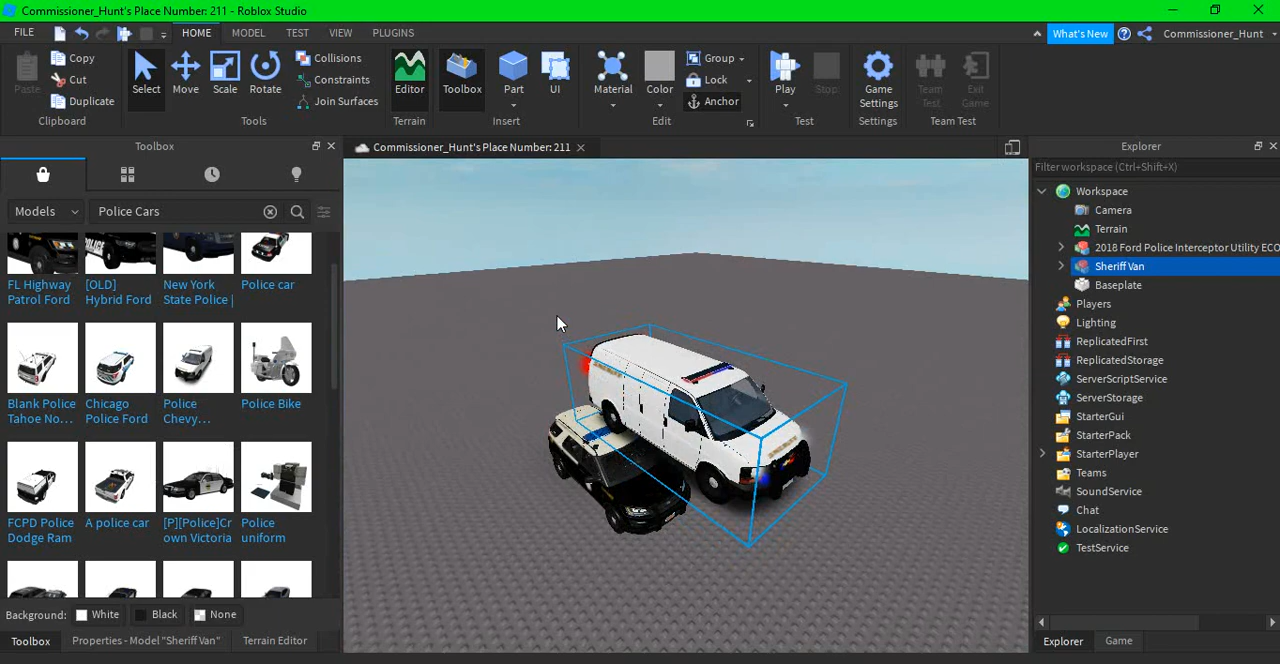 Commissioner_Hunt's Place Number: 211 - Roblox Studio
FILE
HOME
MODEL
TEST
VIEW
PLUGINS
What's New
Commissioner_Hunt
Paste
Copy
Cut
Duplicate
Clipboard
Select
Move
Scale
Rotate
Collisions
Constraints
Join Surfaces
Tools
Editor
Terrain
Toolbox
Part
UI
Insert
Material
Color
Group
Lock
Anchor
Edit
Play
Stop
Test
Game
Settings
Settings
Team
Test
Exit
Game
Team Test
Toolbox
Models
Police Cars
FL Highway
Patrol Ford
[OLD]
Hybrid Ford
New York
State Police |
Police car
Blank Police
Tahoe No...
Chicago
Police Ford
Police
Chevy...
Police Bike
FCPD Police
Dodge Ram
A police car
[P][Police]Cr
own Victoria
Police
uniform
Background:
White
Black
None
Toolbox
Properties - Model "Sheriff Van"
Terrain Editor
Commissioner_Hunt's Place Number: 211
Explorer
Filter workspace (Ctrl+Shift+X)
Workspace
Camera
Terrain
2018 Ford Police Interceptor Utility ECO
Sheriff Van
Baseplate
Players
Lighting
ReplicatedFirst
ReplicatedStorage
ServerScriptService
ServerStorage
StarterGui
StarterPack
StarterPlayer
Teams
SoundService
Chat
LocalizationService
TestService
Explorer
Game